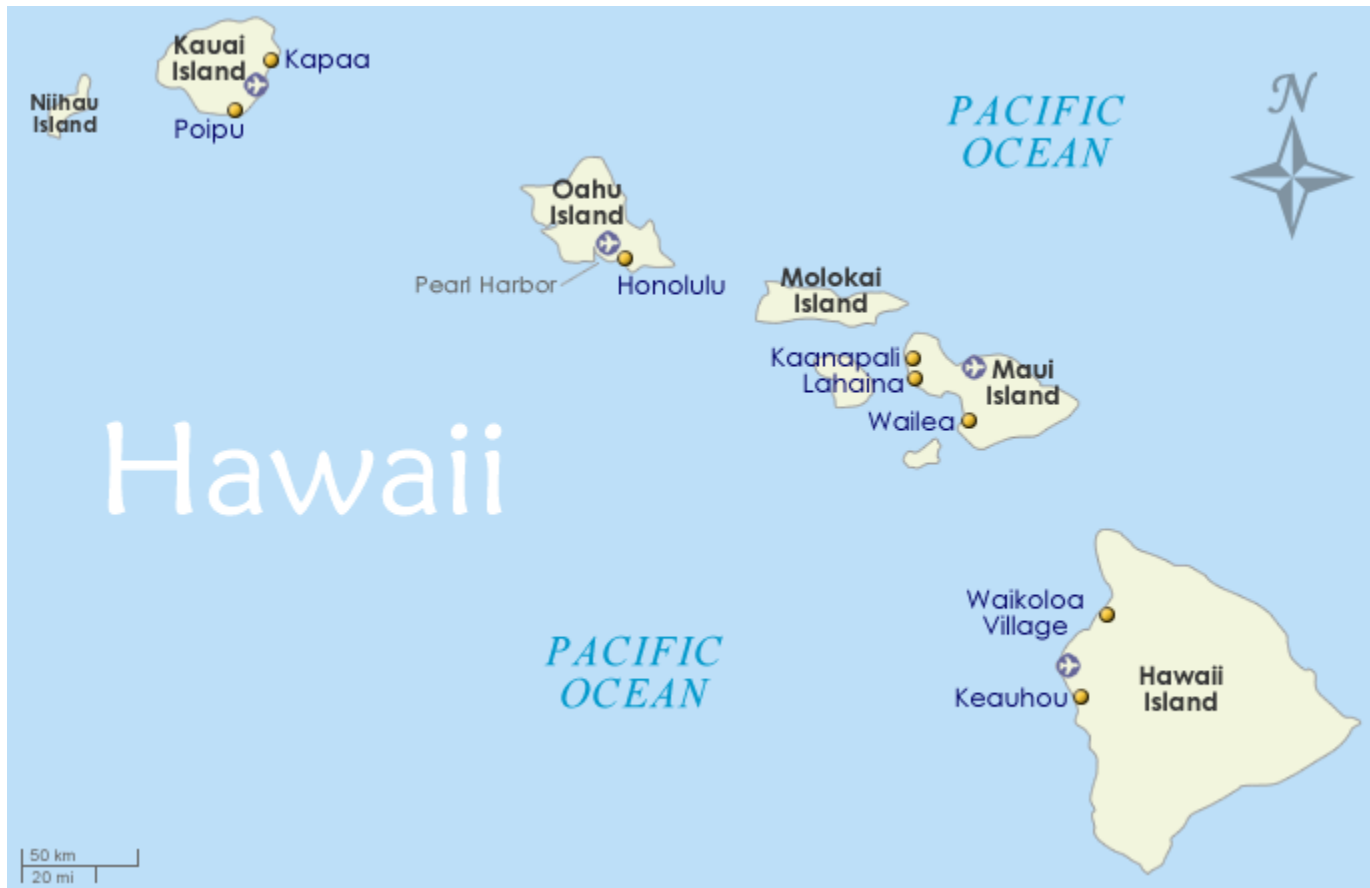 Kauai
Island
Kapaa
Niihau
Island
Poipu
PACIFIC
OCEAN
N
Oahu
Island
Pearl Harbor
Honolulu
Molokai
Island
Kaanapali
Lahaina
Maui
Island
Wailea
Hawaii
Waikoloa
Village
PACIFIC
OCEAN
Keauhou
Hawaii
Island
50 km
20 mi